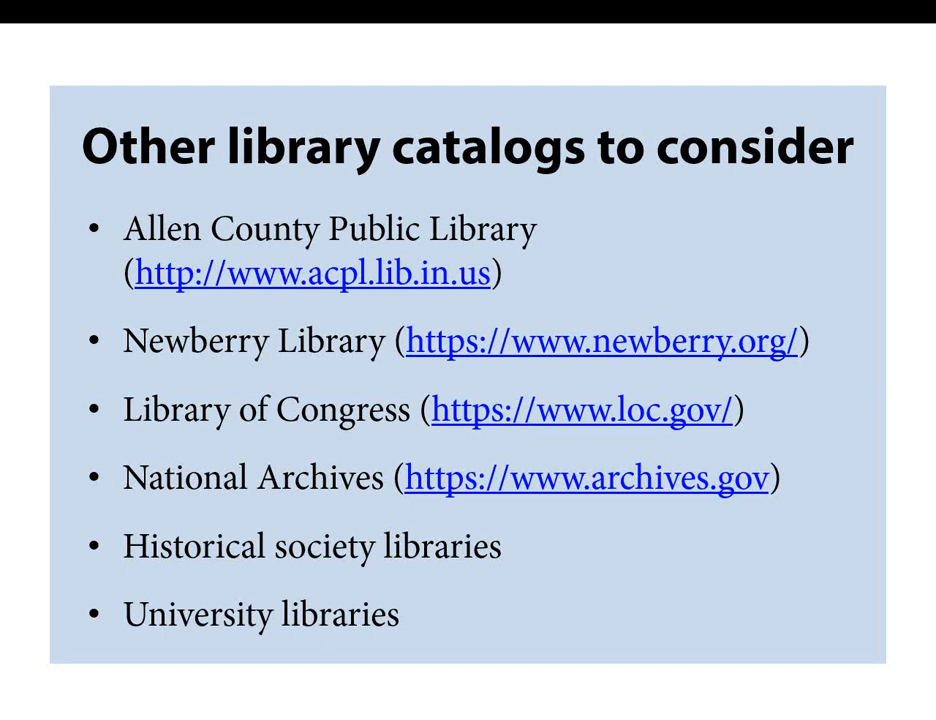 Other library catalogs to consider
• Allen County Public Library
(http://www.acpl.lib.in.us)
• Newberry Library (https://www.newberry.org/)
• Library of Congress (https://www.loc.gov/)
• National Archives (https://www.archives.gov)
• Historical society libraries
• University libraries